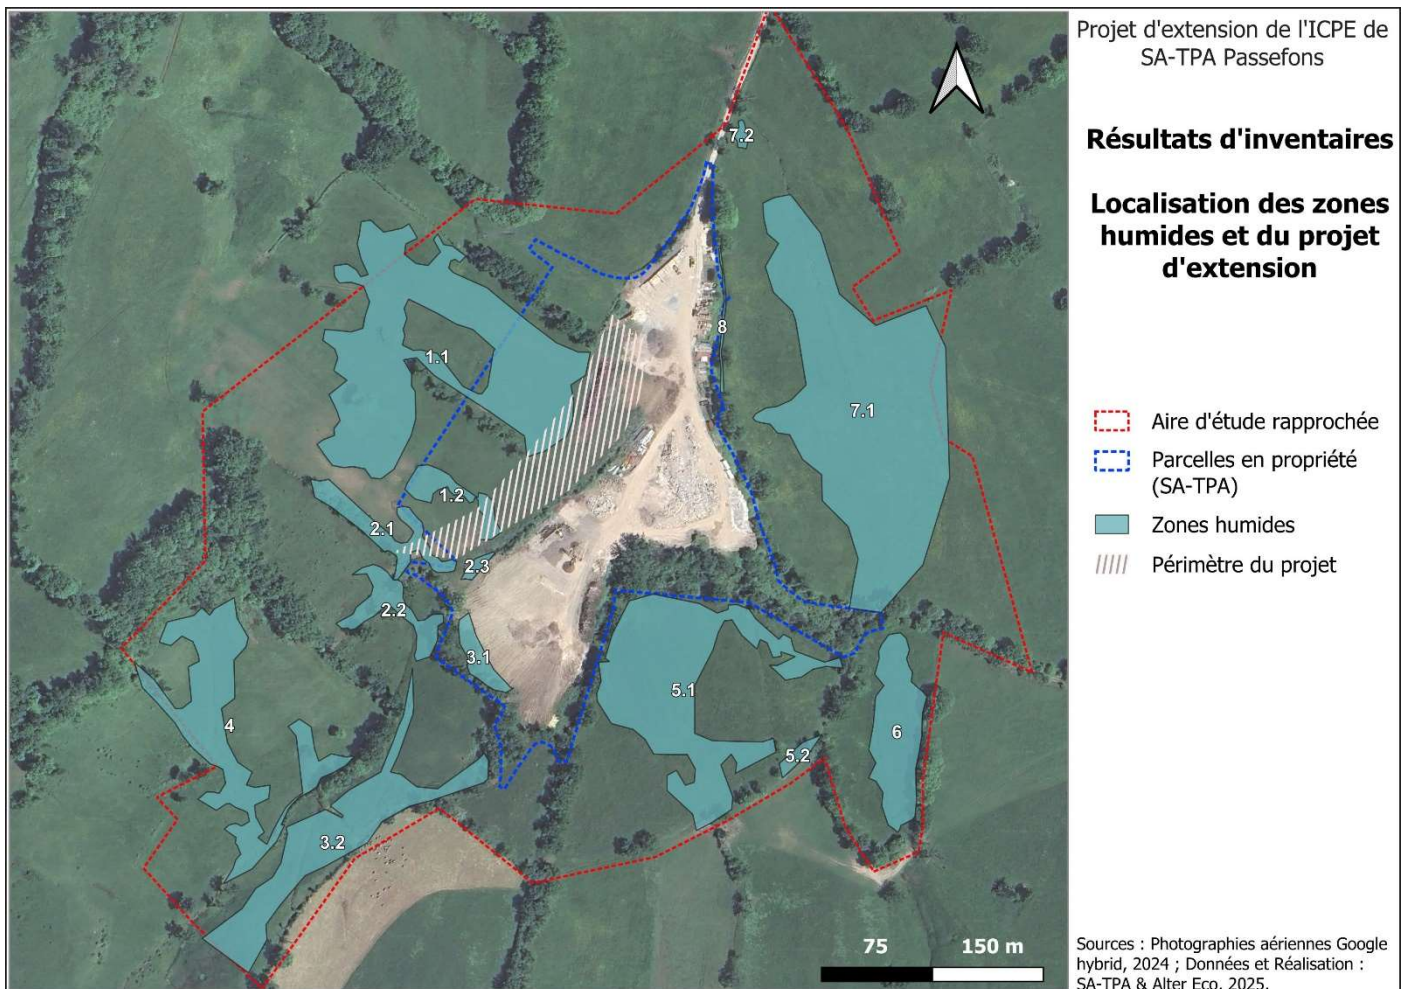 Projet d'extension de l'ICPE de
SA-TPA Passefons
Résultats d'inventaires
Localisation des zones
humides et du projet
d'extension
Aire d'étude rapprochée
Parcelles en propriété
(SA-TPA)
Zones humides
Périmètre du projet
7.2
8
1.1
7.1
1.2
2.1
2.3
2.2
3.1
5.1
4
6
5.2
3.2
75 150 m
Sources : Photographies aériennes Google
hybrid, 2024 ; Données et Réalisation :
SA-TPA & Alter Eco, 2025.